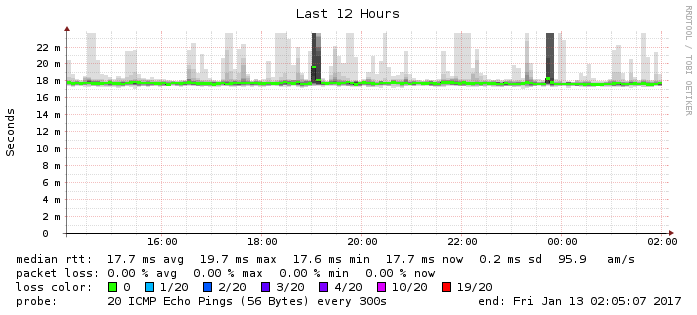 Last 12 Hours
RRDTOOL / TOBI OETIKER
Seconds
22 m
20 m
18 m
16 m
14 m
12 m
10 m
8 m
6 m
4 m
2 m
0
16:00 18:00 20:00 22:00 00:00 02:00
median rtt: 17.7 ms avg 19.7 ms max 17.6 ms min 17.7 ms now 0.2 ms sd 95.9 am/s
packet loss: 0.00 % avg 0.00 % max 0.00 % min 0.00 % now
loss color: 0 1/20 2/20 3/20 4/20 10/20 19/20
probe: 20 ICMP Echo Pings (56 Bytes) every 300s end: Fri Jan 13 02:05:07 2017